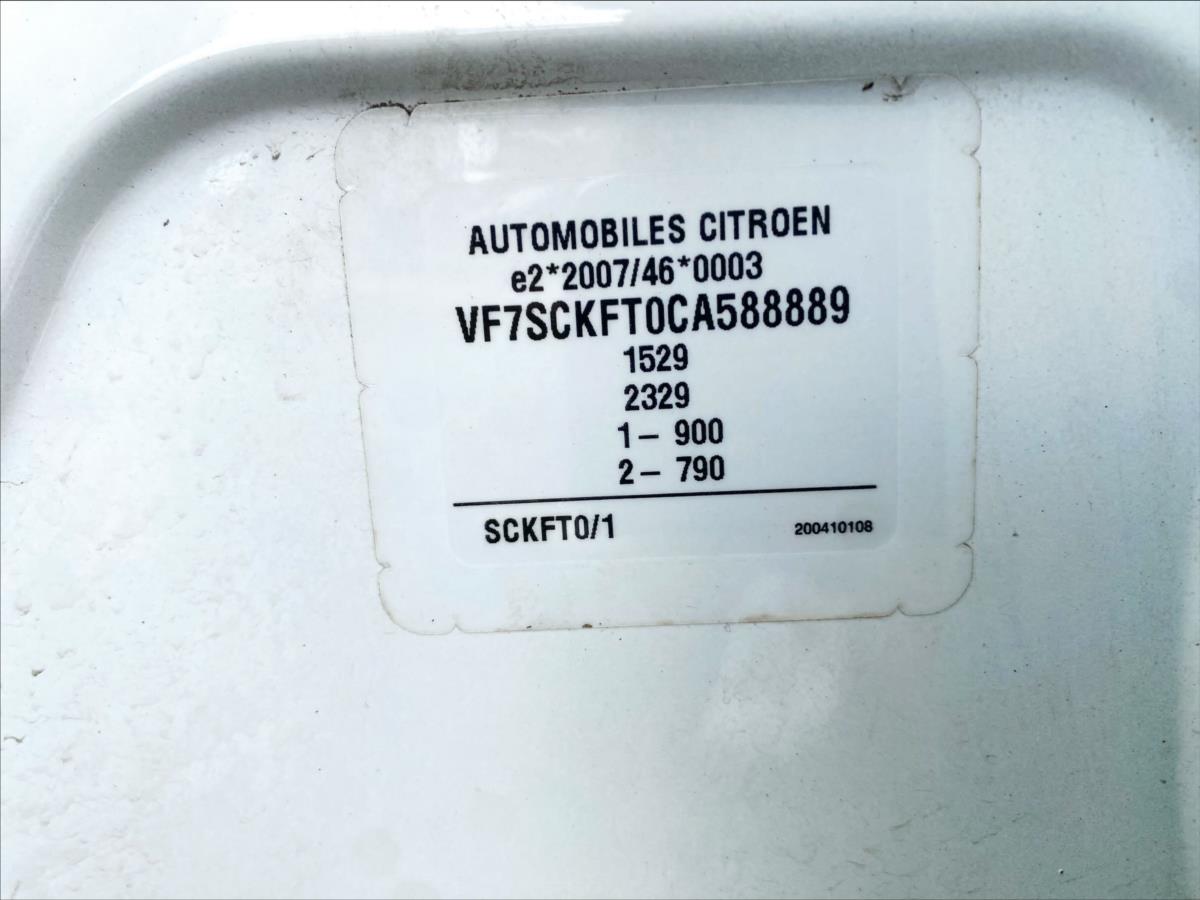 AUTOMOBILES CITROEN
e2*2007/46*0003
VF7SCKFT0CA588889
1529
2329
1– 900
2– 790
SCKFT0/1 200410108